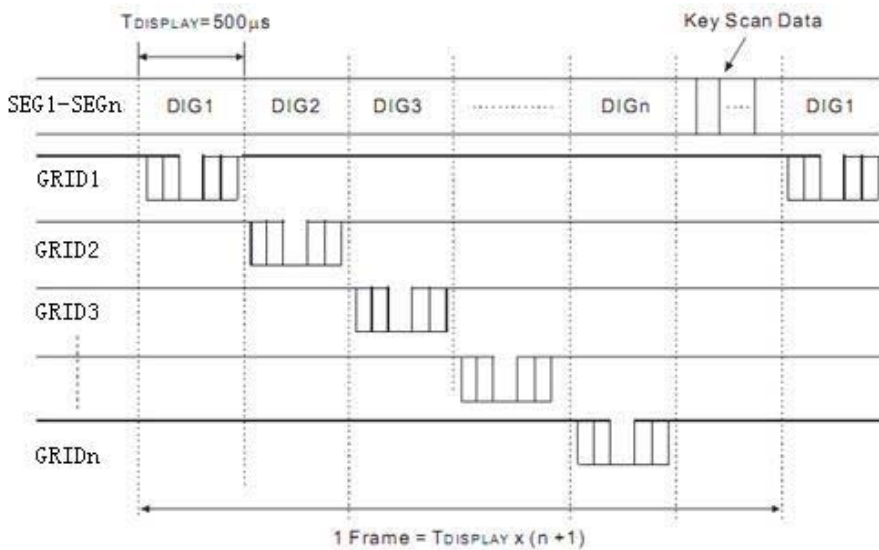 TDISPLAY=500μs
Key Scan Data
SEG1-SEGn DIG1 DIG2 DIG3 ............. DIGn .... DIG1
GRID1
GRID2
GRID3
GRIDn
1 Frame = TDISPLAY x (n +1)